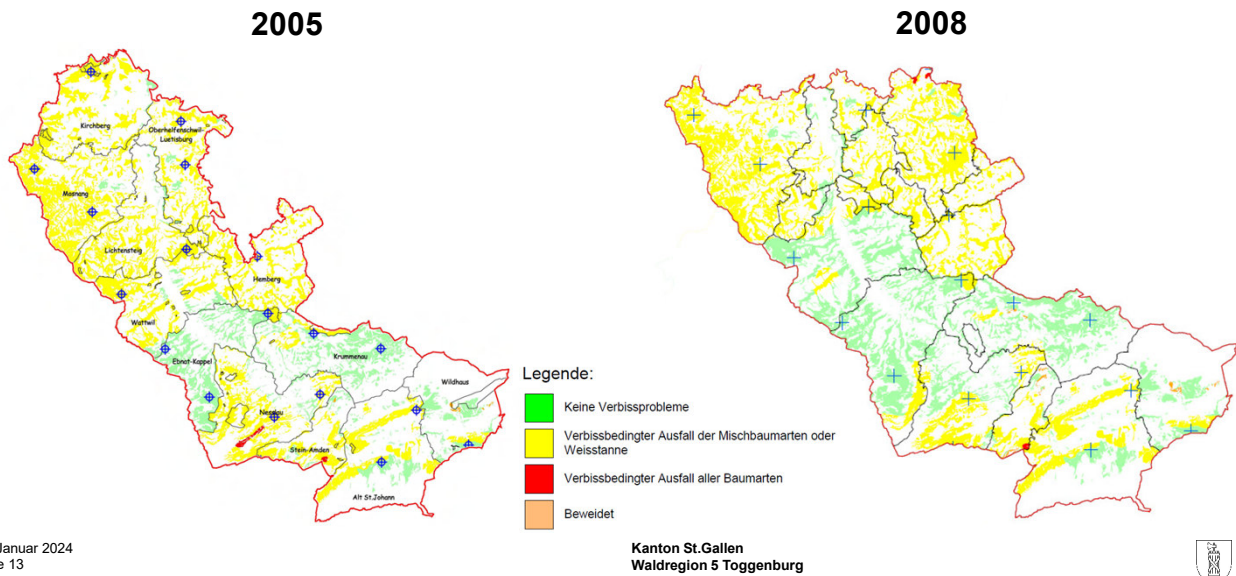 2005
2008
Kirchberg
Oberhelfenschwil-
Luetisburg
Mosnang
Lichtensteig
Hemberg
Wattwil
Ebnat-Kappel
Krummenau
Wildhaus
Nesslau
Stein-Amden
Alt St.Johann
Legende:
Keine Verbissprobleme
Verbissbedingter Ausfall der Mischbaumarten oder
Weisstanne
Verbissbedingter Ausfall aller Baumarten
Beweidet
Januar 2024
e 13
Kanton St.Gallen
Waldregion 5 Toggenburg